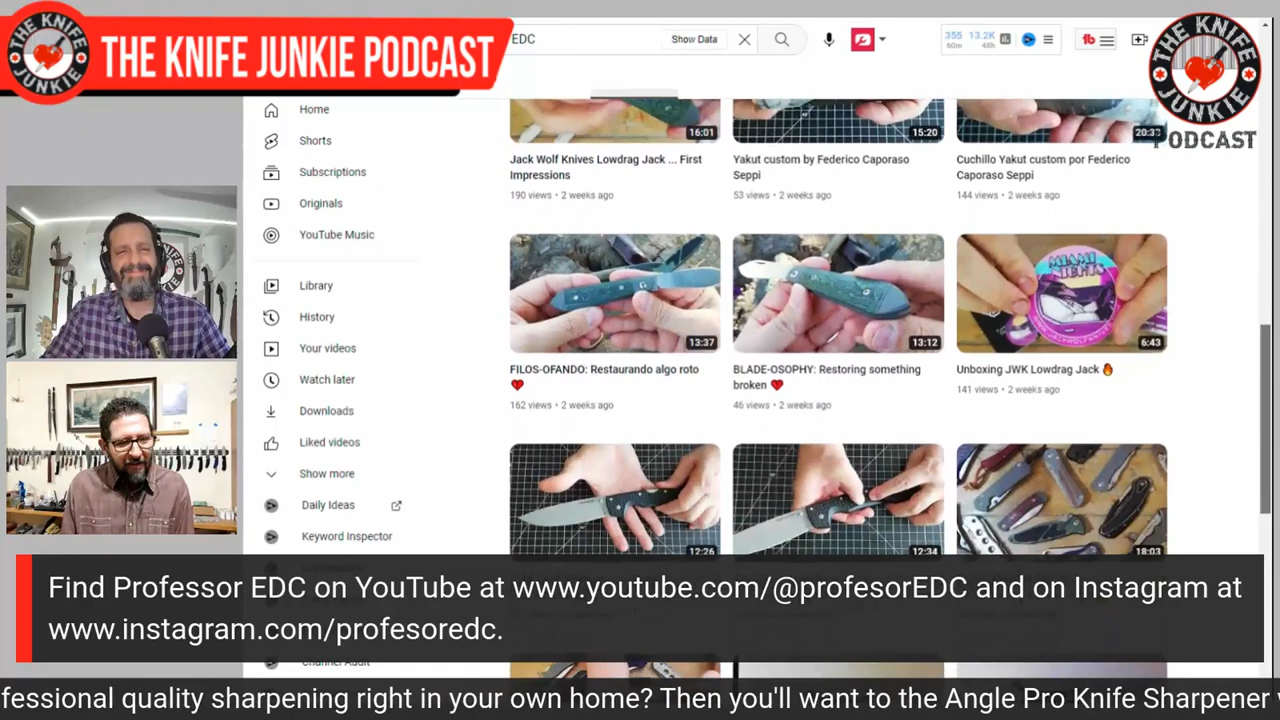 THE KNIFE JUNKIE
THE KNIFE JUNKIE PODCAST
EDC
Show Data
355
60m
13.2K
48h
THE KNIFE
JUNKIE
PODCAST
Home
Shorts
Subscriptions
Originals
YouTube Music
Library
History
Your videos
Watch later
Downloads
Liked videos
Show more
Daily Ideas
Keyword Inspector
16:01
Jack Wolf Knives Lowdrag Jack ... First
Impressions
190 views • 2 weeks ago
15:20
Yakut custom by Federico Caporaso
Seppi
53 views • 2 weeks ago
20:33
Cuchillo Yakut custom por Federico
Caporaso Seppi
144 views • 2 weeks ago
13:37
FILOS-OFANDO: Restaurando algo roto
❤️
162 views • 2 weeks ago
13:12
BLADE-OSOPHY: Restoring something
broken ❤️
46 views • 2 weeks ago
MIAMI
6:43
Unboxing JWK Lowdrag Jack 🔥
141 views • 2 weeks ago
12:26
12:34
18:03
Find Professor EDC on YouTube at www.youtube.com/@profesorEDC and on Instagram at
www.instagram.com/profesoredc.
Channel Audit
fessional quality sharpening right in your own home? Then you'll want to the Angle Pro Knife Sharpener